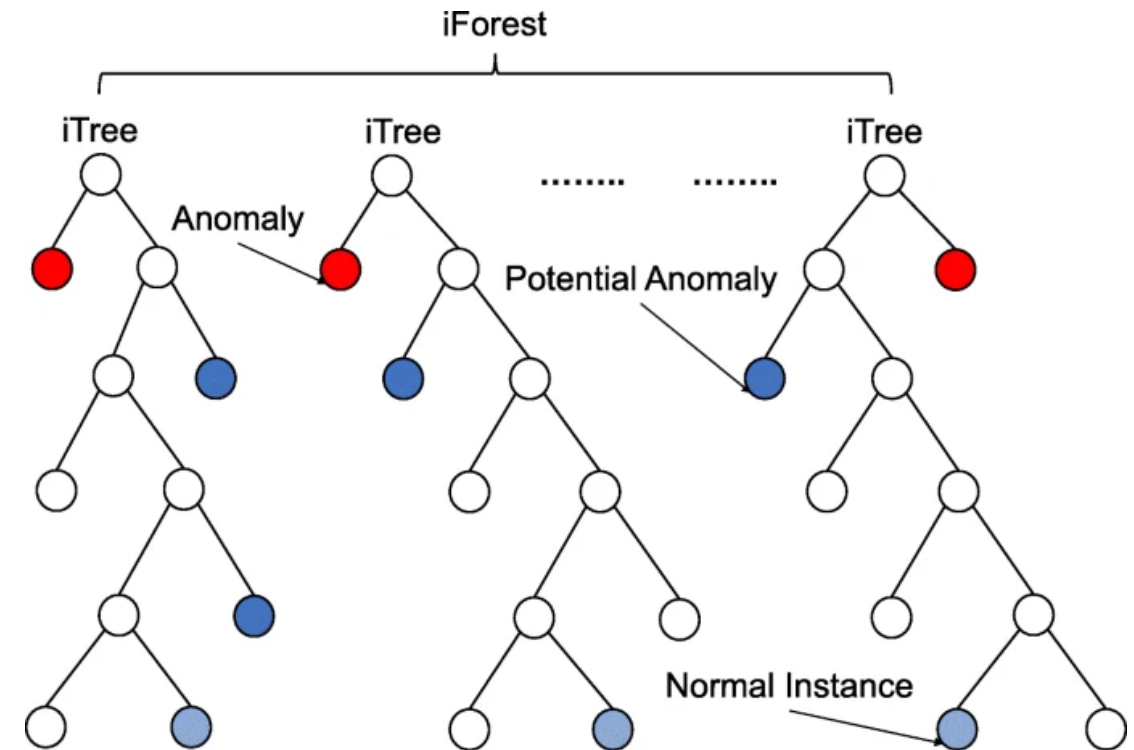 iForest
iTree iTree ........ ........ iTree
Anomaly
Potential Anomaly
Normal Instance